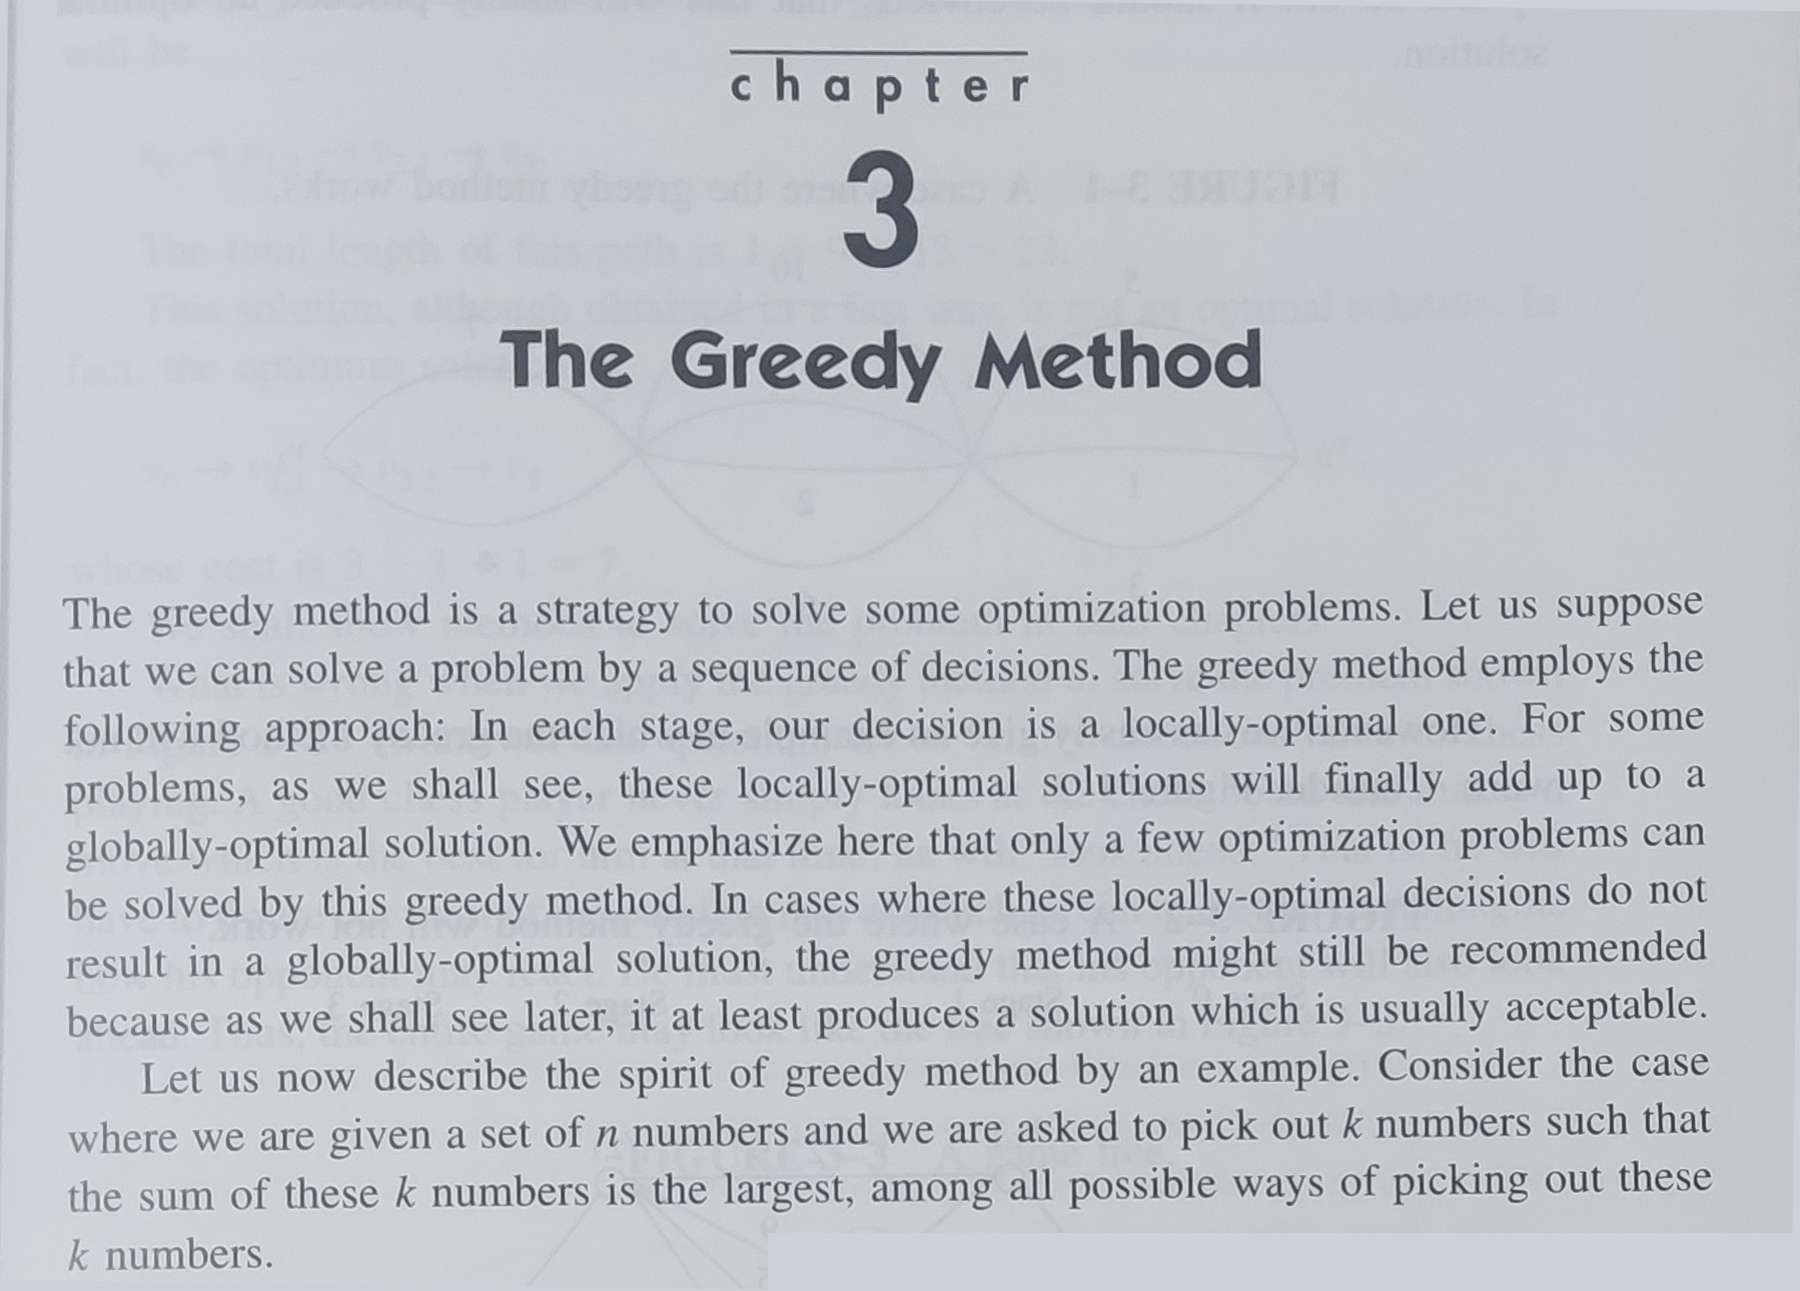 chapter
3
The Greedy Method
The greedy method is a strategy to solve some optimization problems. Let us suppose
that we can solve a problem by a sequence of decisions. The greedy method employs the
following approach: In each stage, our decision is a locally-optimal one. For some
problems, as we shall see, these locally-optimal solutions will finally add up to a
globally-optimal solution. We emphasize here that only a few optimization problems can
be solved by this greedy method. In cases where these locally-optimal decisions do not
result in a globally-optimal solution, the greedy method might still be recommended
because as we shall see later, it at least produces a solution which is usually acceptable.
Let us now describe the spirit of greedy method by an example. Consider the case
where we are given a set of n numbers and we are asked to pick out k numbers such that
the sum of these k numbers is the largest, among all possible ways of picking out these
k numbers.